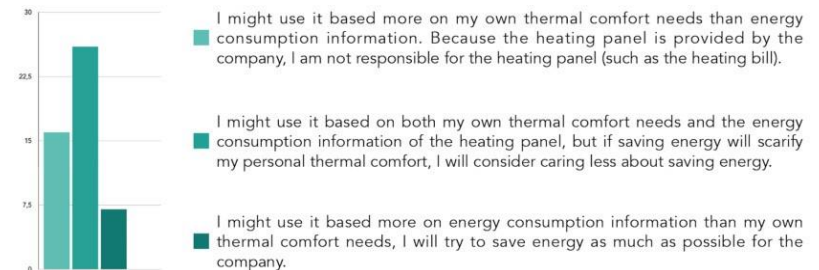 30
I might use it based more on my own thermal comfort needs than energy
consumption information. Because the heating panel is provided by the
company, I am not responsible for the heating panel (such as the heating bill).
22,5
I might use it based on both my own thermal comfort needs and the energy
15
consumption information of the heating panel, but if saving energy will scarify
my personal thermal comfort, I will consider caring less about saving energy.
7,5
I might use it based more on energy consumption information than my own
thermal comfort needs, I will try to save energy as much as possible for the
company.
0